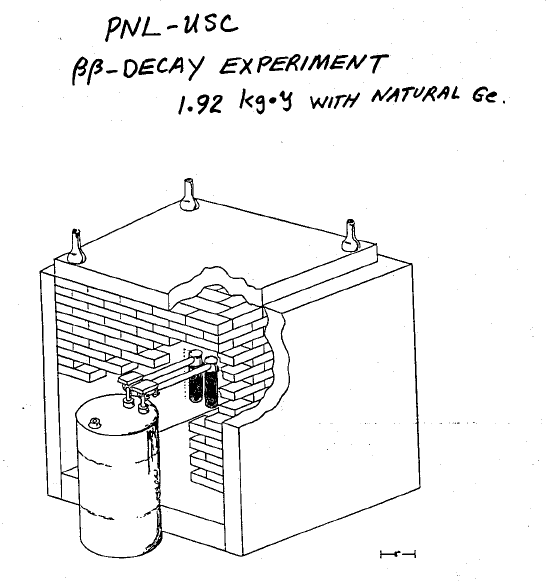 PNL-USC
ββ-DECAY EXPERIMENT
1.92 kg•y WITH NATURAL Ge.